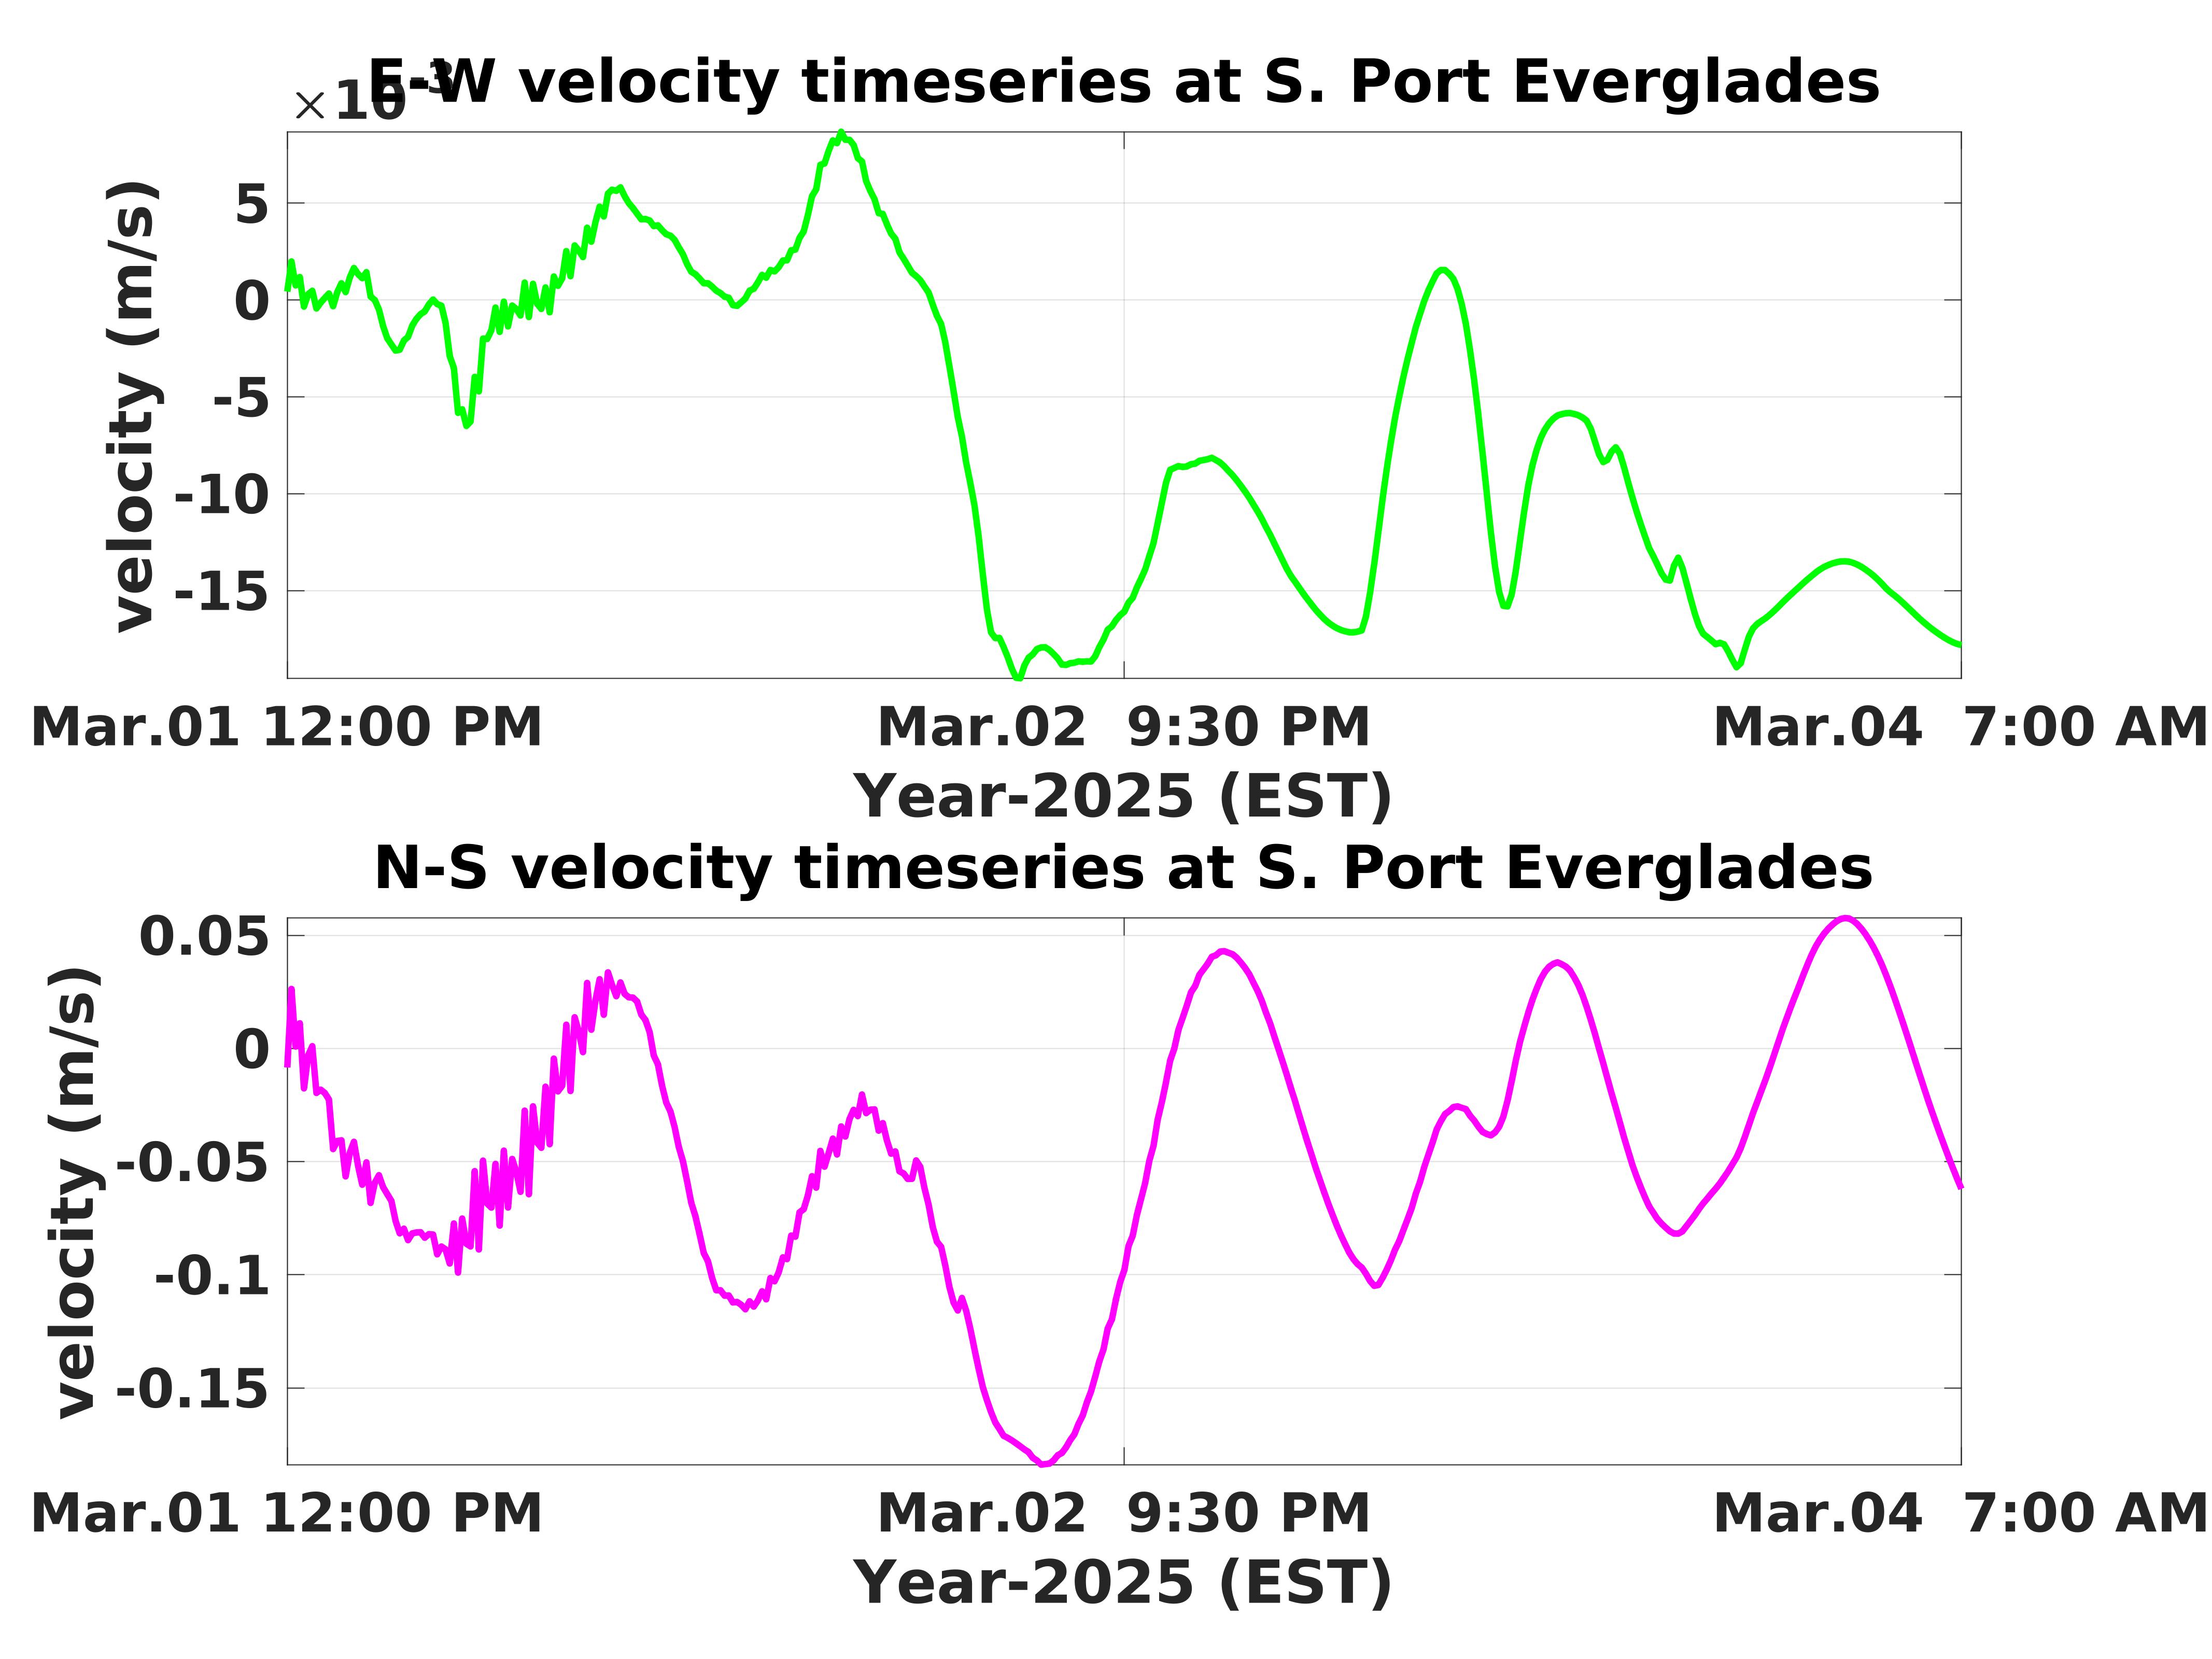 E-W velocity timeseries at S. Port Everglades
×10-3
velocity (m/s)
5
0
-5
-10
-15
Mar.01 12:00 PM Mar.02 9:30 PM Mar.04 7:00 AM
Year-2025 (EST)
N-S velocity timeseries at S. Port Everglades
velocity (m/s)
0.05
0
-0.05
-0.1
-0.15
Mar.01 12:00 PM Mar.02 9:30 PM Mar.04 7:00 AM
Year-2025 (EST)